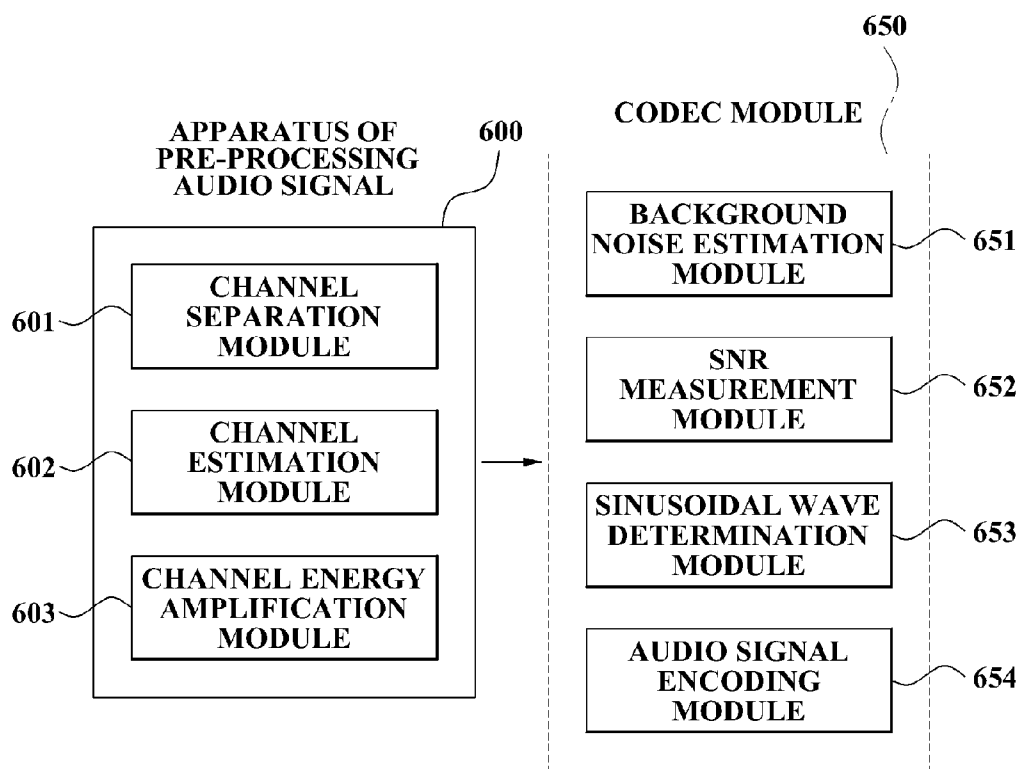 650
CODEC MODULE
APPARATUS OF
PRE-PROCESSING
AUDIO SIGNAL
600
601
CHANNEL
SEPARATION
MODULE
602
CHANNEL
ESTIMATION
MODULE
603
CHANNEL ENERGY
AMPLIFICATION
MODULE
BACKGROUND
NOISE ESTIMATION
MODULE
651
SNR
MEASUREMENT
MODULE
652
SINUSOIDAL WAVE
DETERMINATION
MODULE
653
AUDIO SIGNAL
ENCODING
MODULE
654